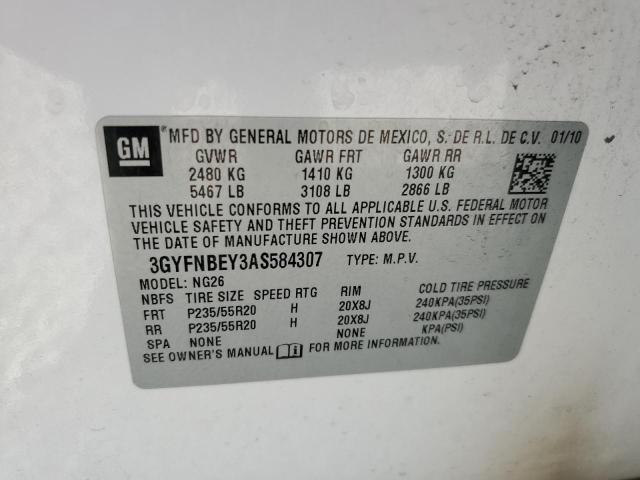 GM MFD BY GENERAL MOTORS DE MEXICO, S. DE R.L. DE C.V. 01/10
GVWR GAWR FRT GAWR RR
2480 KG 1410 KG 1300 KG
5467 LB 3108 LB 2866 LB
THIS VEHICLE CONFORMS TO ALL APPLICABLE U.S. FEDERAL MOTOR
VEHICLE SAFETY AND THEFT PREVENTION STANDARDS IN EFFECT ON
THE DATE OF MANUFACTURE SHOWN ABOVE.
3GYFNBEY3AS584307 TYPE: M.P.V.
MODEL: NG26
NBFS TIRE SIZE SPEED RTG RIM COLD TIRE PRESSURE
FRT P235/55R20 H 20X8J 240KPA(35PSI)
RR P235/55R20 H 20X8J 240KPA(35PSI)
SPA NONE NONE KPA(PSI)
SEE OWNER'S MANUAL FOR MORE INFORMATION.